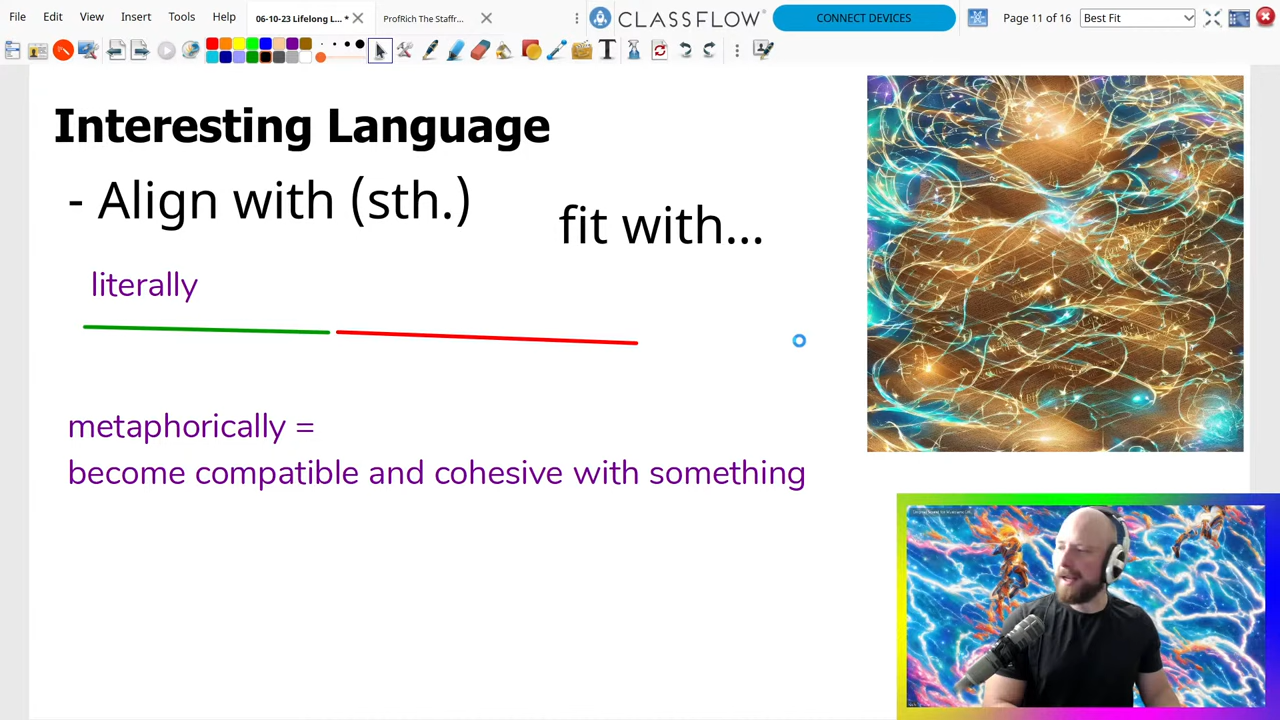 File Edit View Insert Tools Help
06-10-23 Lifelong L... *
ProfRich The Staffr...
CLASSFLOW
CONNECT DEVICES
Page 11 of 16
Best Fit
Interesting Language
- Align with (sth.)
fit with...
literally
metaphorically =
become compatible and cohesive with something